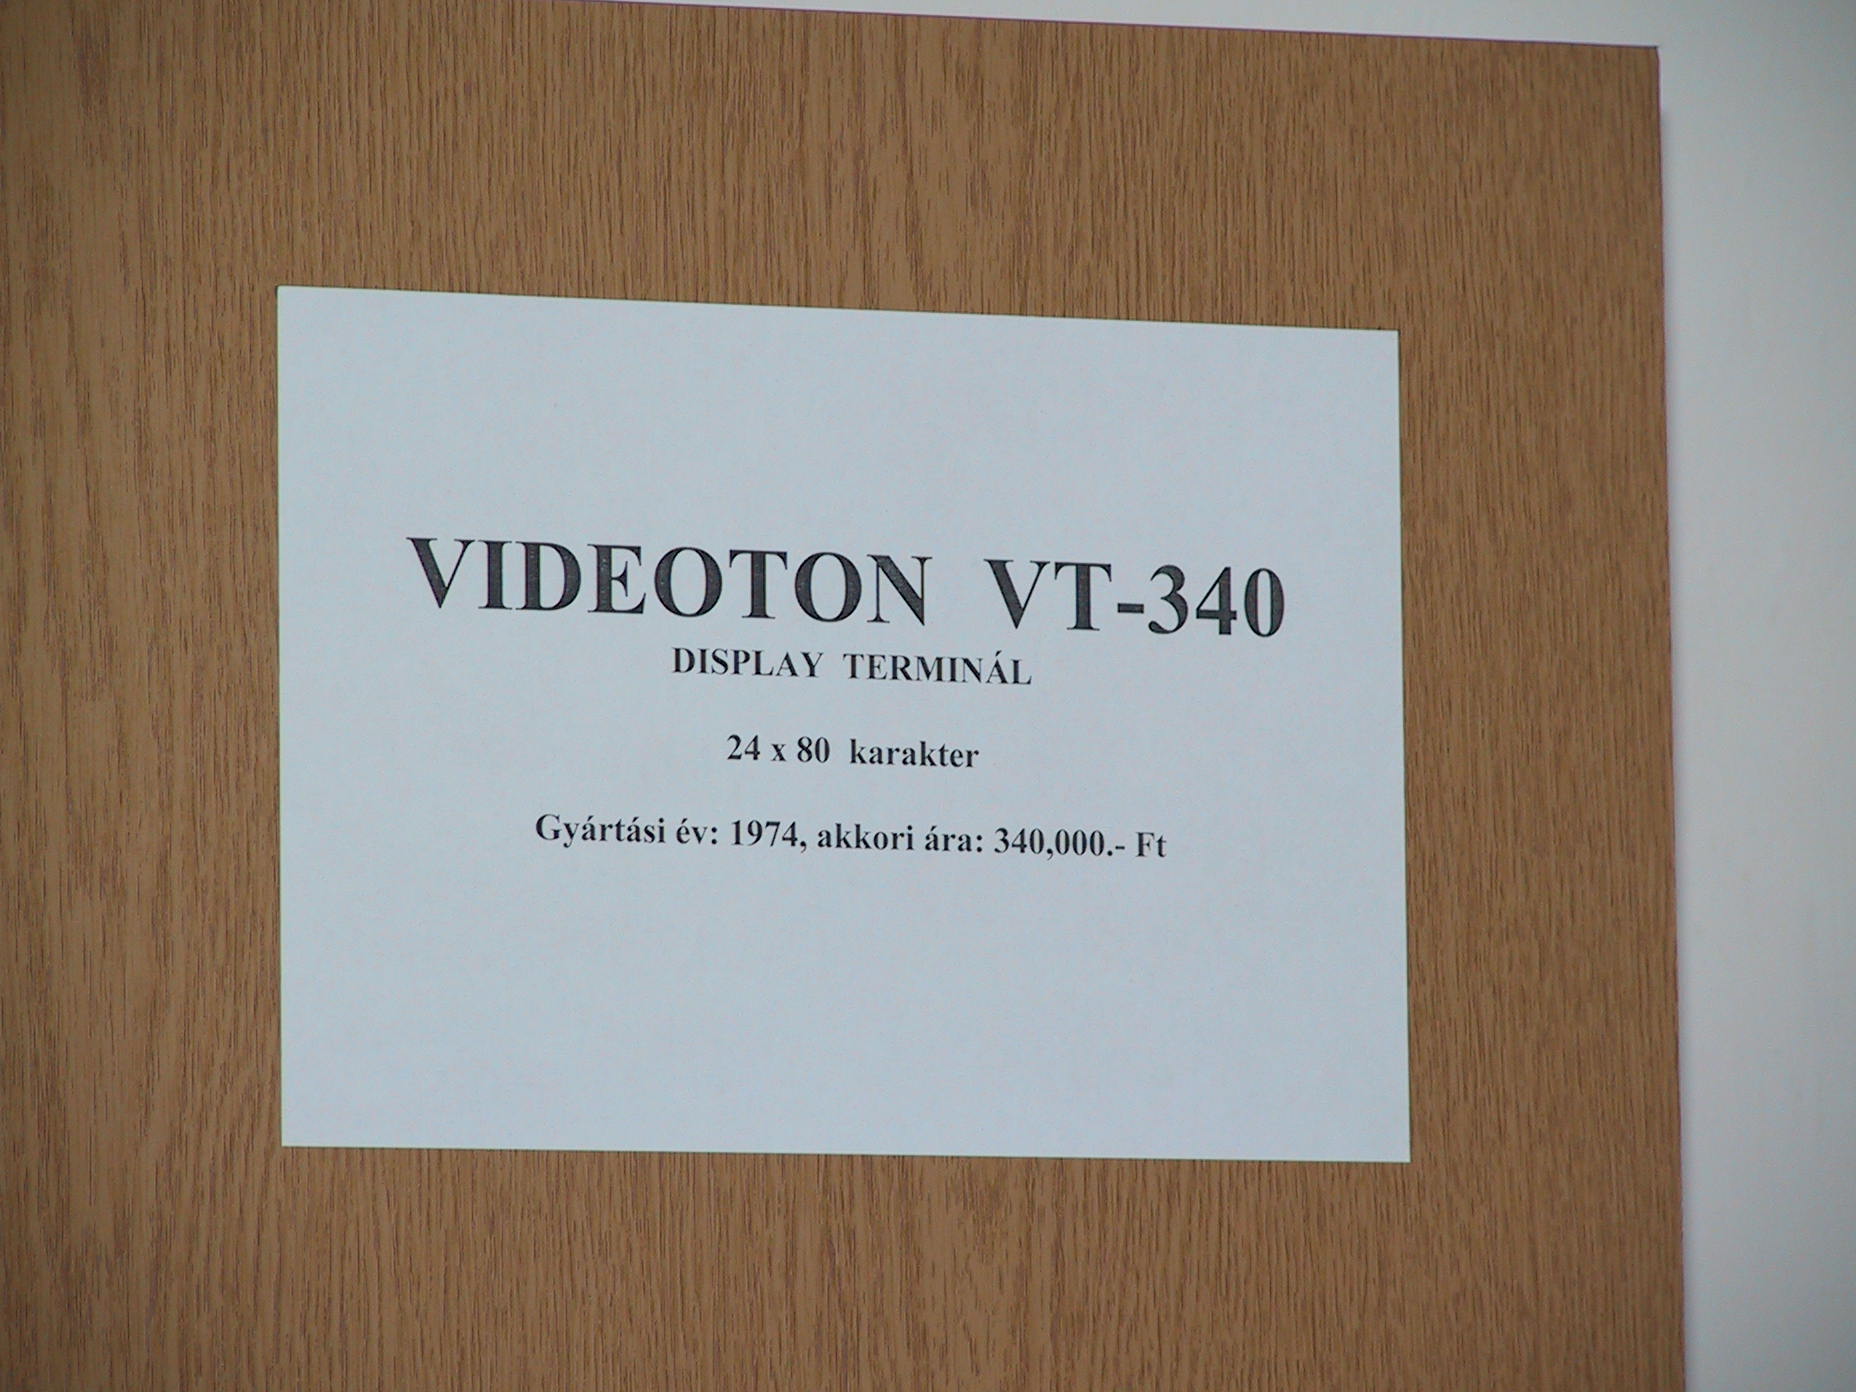 VIDEOTON VT-340
DISPLAY TERMINÁL
24 x 80 karakter
Gyártási év: 1974, akkori ára: 340,000.- Ft